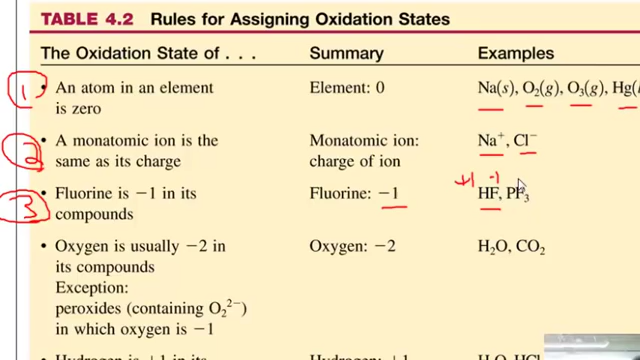 TABLE 4.2 Rules for Assigning Oxidation States
The Oxidation State of . . . Summary Examples
1 • An atom in an element Element: 0 Na(s), O₂(g), O₃(g), Hg(
is zero
2 • A monatomic ion is the Monatomic ion: Na⁺, Cl⁻
same as its charge charge of ion
+1 -1
3 • Fluorine is −1 in its Fluorine: −1 HF, PF₃
compounds
• Oxygen is usually −2 in Oxygen: −2 H₂O, CO₂
its compounds
Exception:
peroxides (containing O₂²⁻)
in which oxygen is −1
• Hydrogen is +1 in its Hydrogen: +1 H₂O, HCl